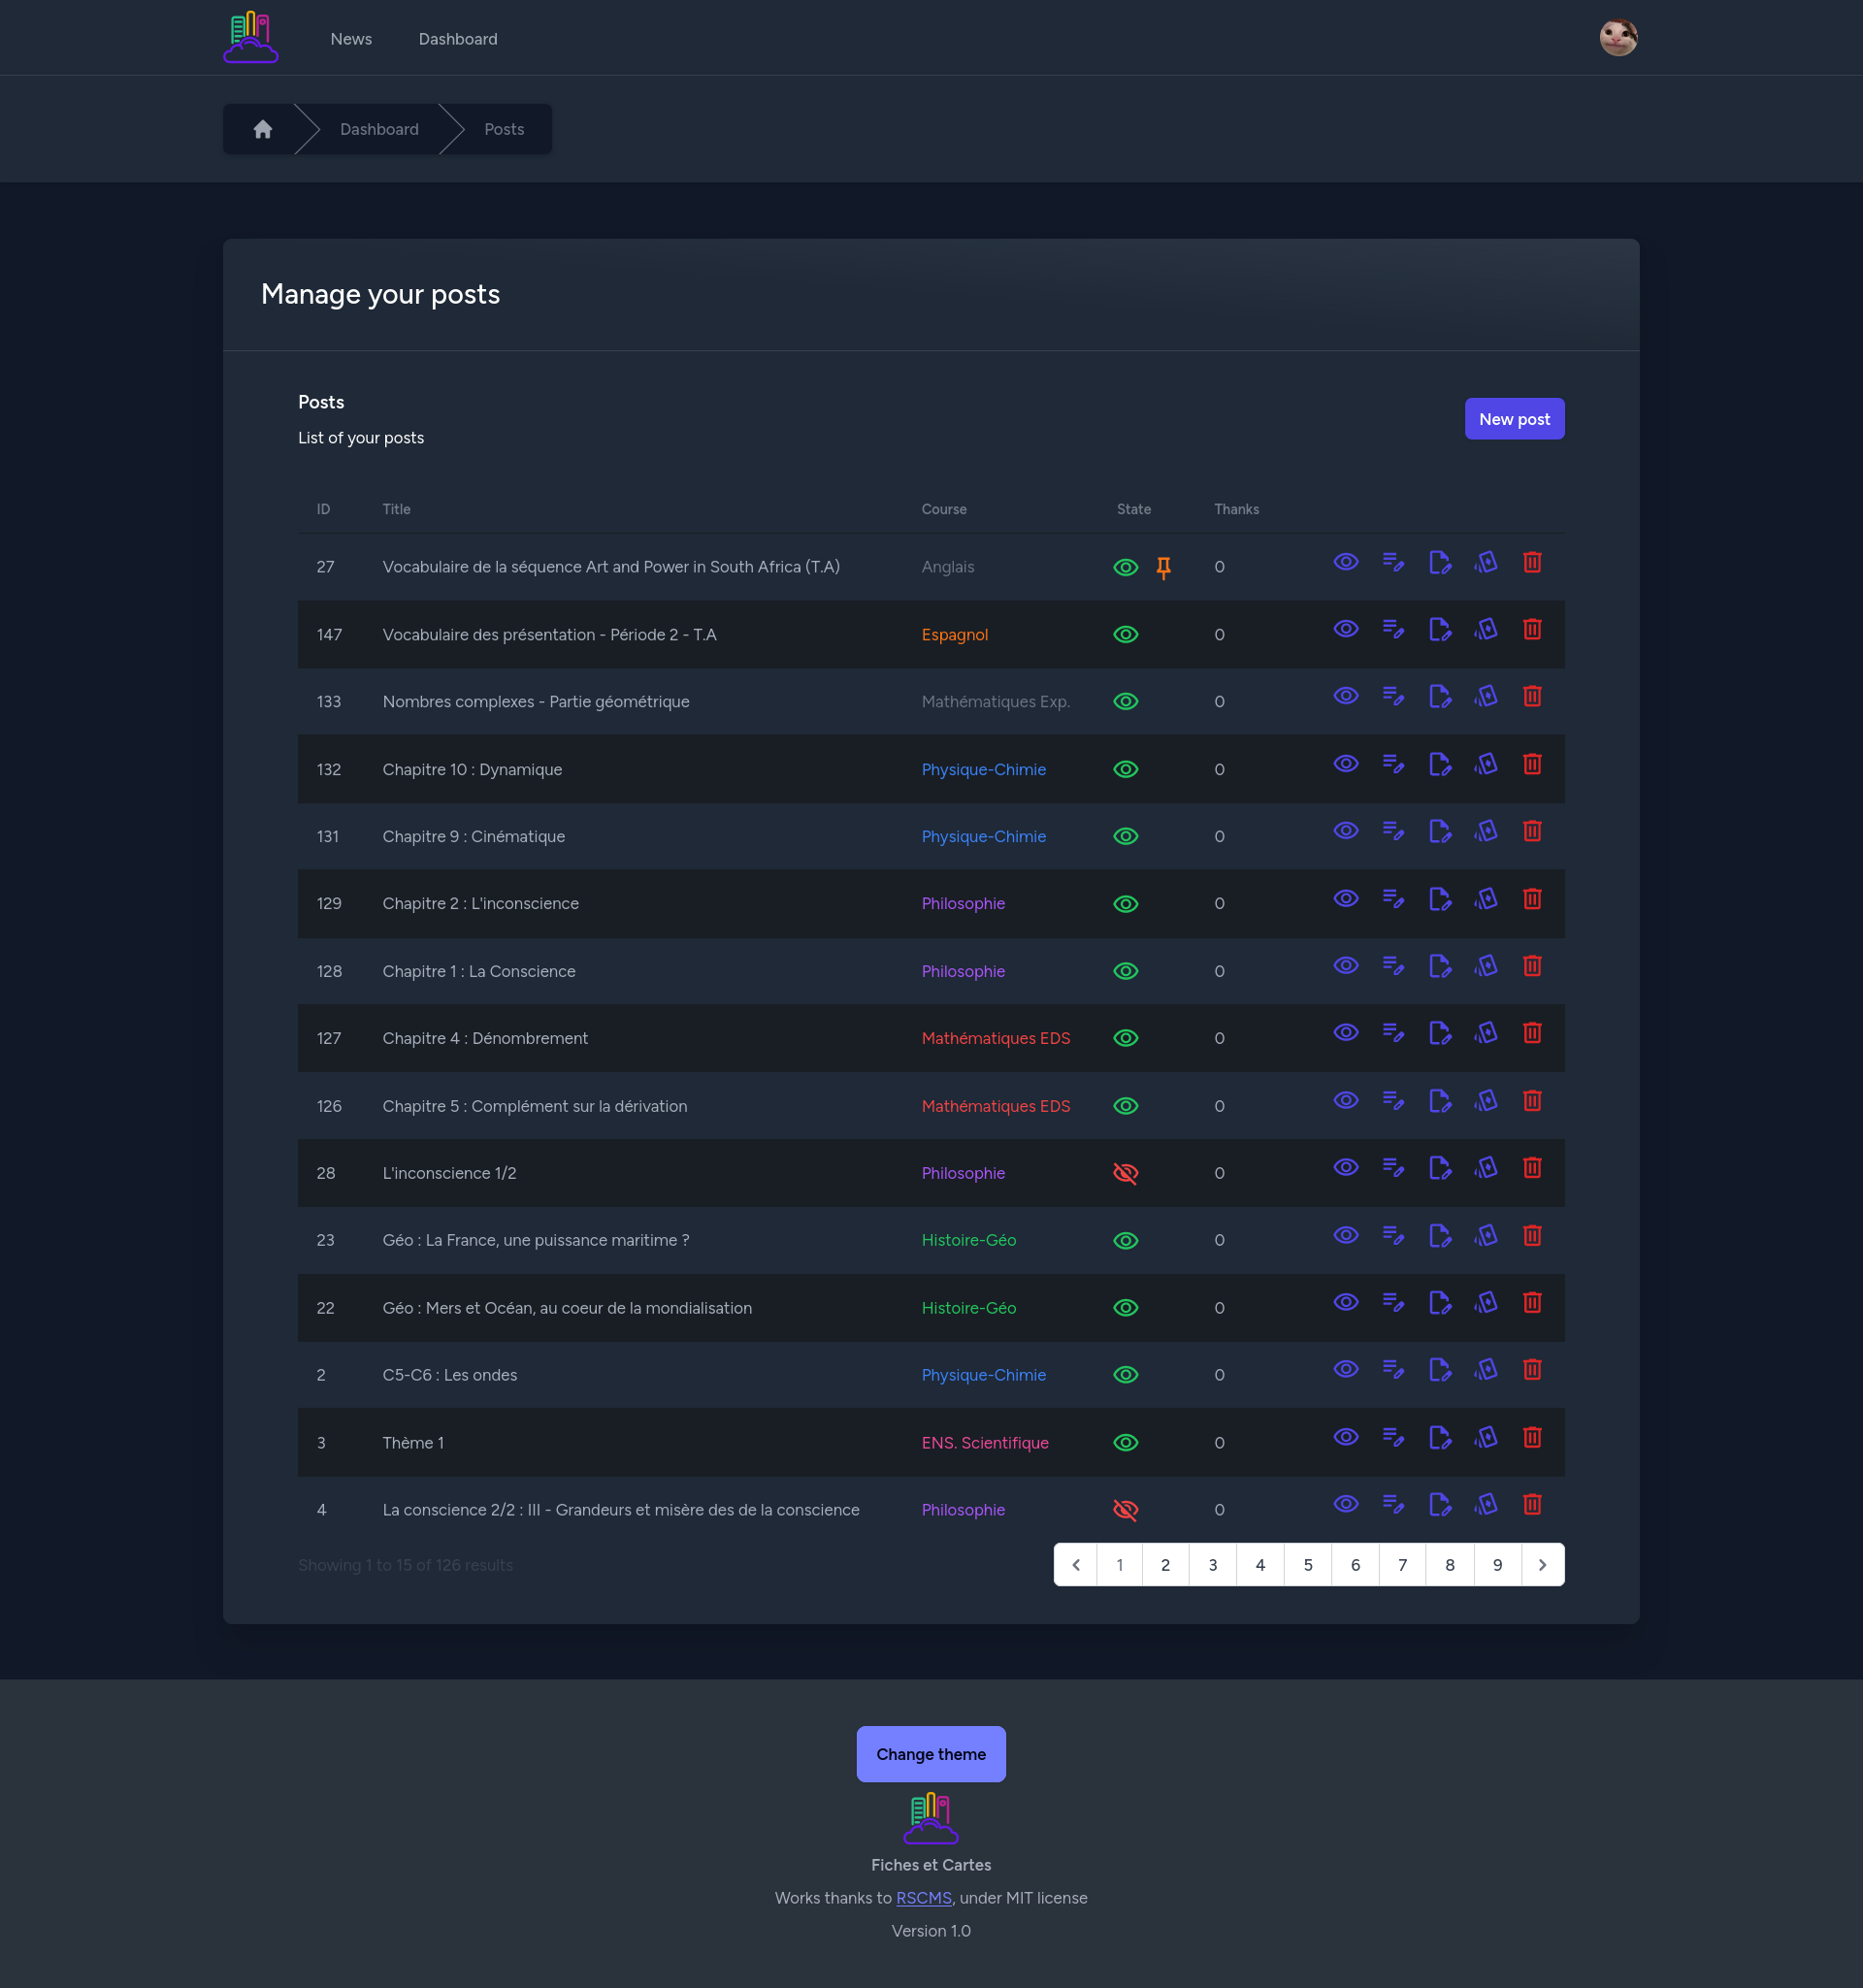 News Dashboard
Dashboard Posts
Manage your posts
Posts
New post
List of your posts
ID Title Course State Thanks
27 Vocabulaire de la séquence Art and Power in South Africa (T.A) Anglais 0
147 Vocabulaire des présentation - Période 2 - T.A Espagnol 0
133 Nombres complexes - Partie géométrique Mathématiques Exp. 0
132 Chapitre 10 : Dynamique Physique-Chimie 0
131 Chapitre 9 : Cinématique Physique-Chimie 0
129 Chapitre 2 : L'inconscience Philosophie 0
128 Chapitre 1 : La Conscience Philosophie 0
127 Chapitre 4 : Dénombrement Mathématiques EDS 0
126 Chapitre 5 : Complément sur la dérivation Mathématiques EDS 0
28 L'inconscience 1/2 Philosophie 0
23 Géo : La France, une puissance maritime ? Histoire-Géo 0
22 Géo : Mers et Océan, au coeur de la mondialisation Histoire-Géo 0
2 C5-C6 : Les ondes Physique-Chimie 0
3 Thème 1 ENS. Scientifique 0
4 La conscience 2/2 : III - Grandeurs et misère des de la conscience Philosophie 0
Showing 1 to 15 of 126 results 1 2 3 4 5 6 7 8 9
Change theme
Fiches et Cartes
Works thanks to RSCMS, under MIT license
Version 1.0